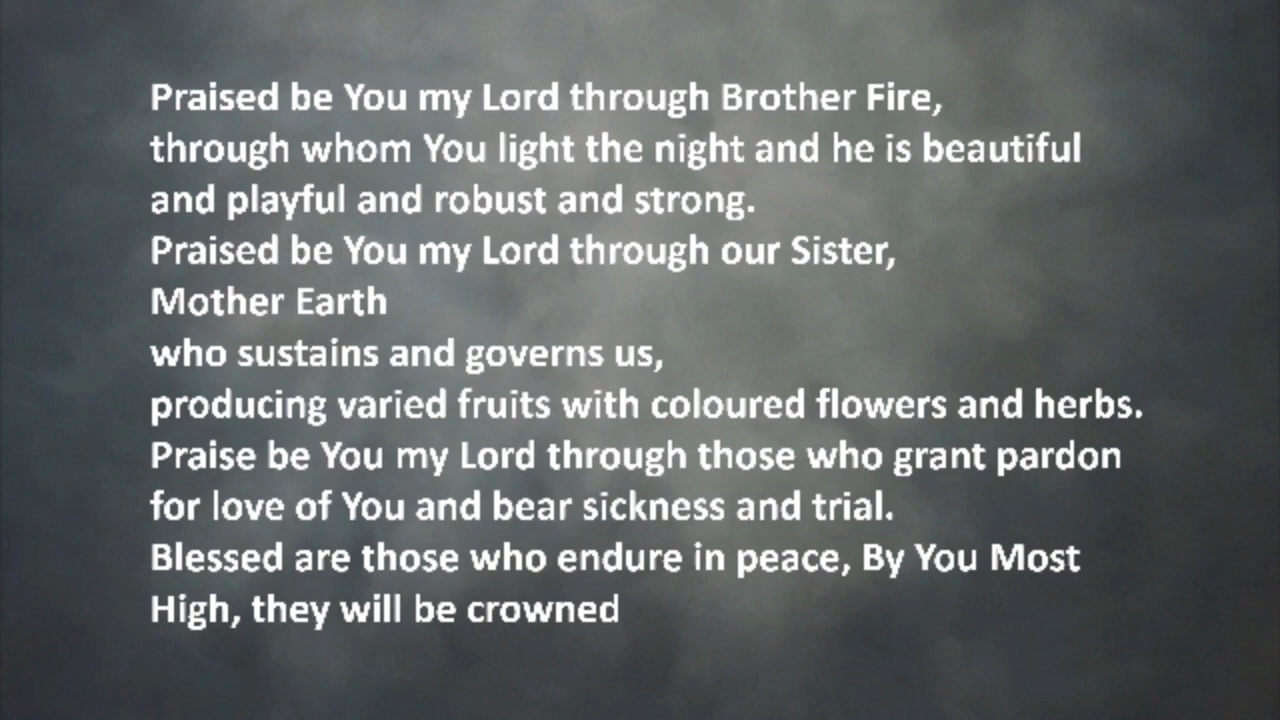 Praised be You my Lord through Brother Fire,
through whom You light the night and he is beautiful
and playful and robust and strong.
Praised be You my Lord through our Sister,
Mother Earth
who sustains and governs us,
producing varied fruits with coloured flowers and herbs.
Praise be You my Lord through those who grant pardon
for love of You and bear sickness and trial.
Blessed are those who endure in peace, By You Most
High, they will be crowned